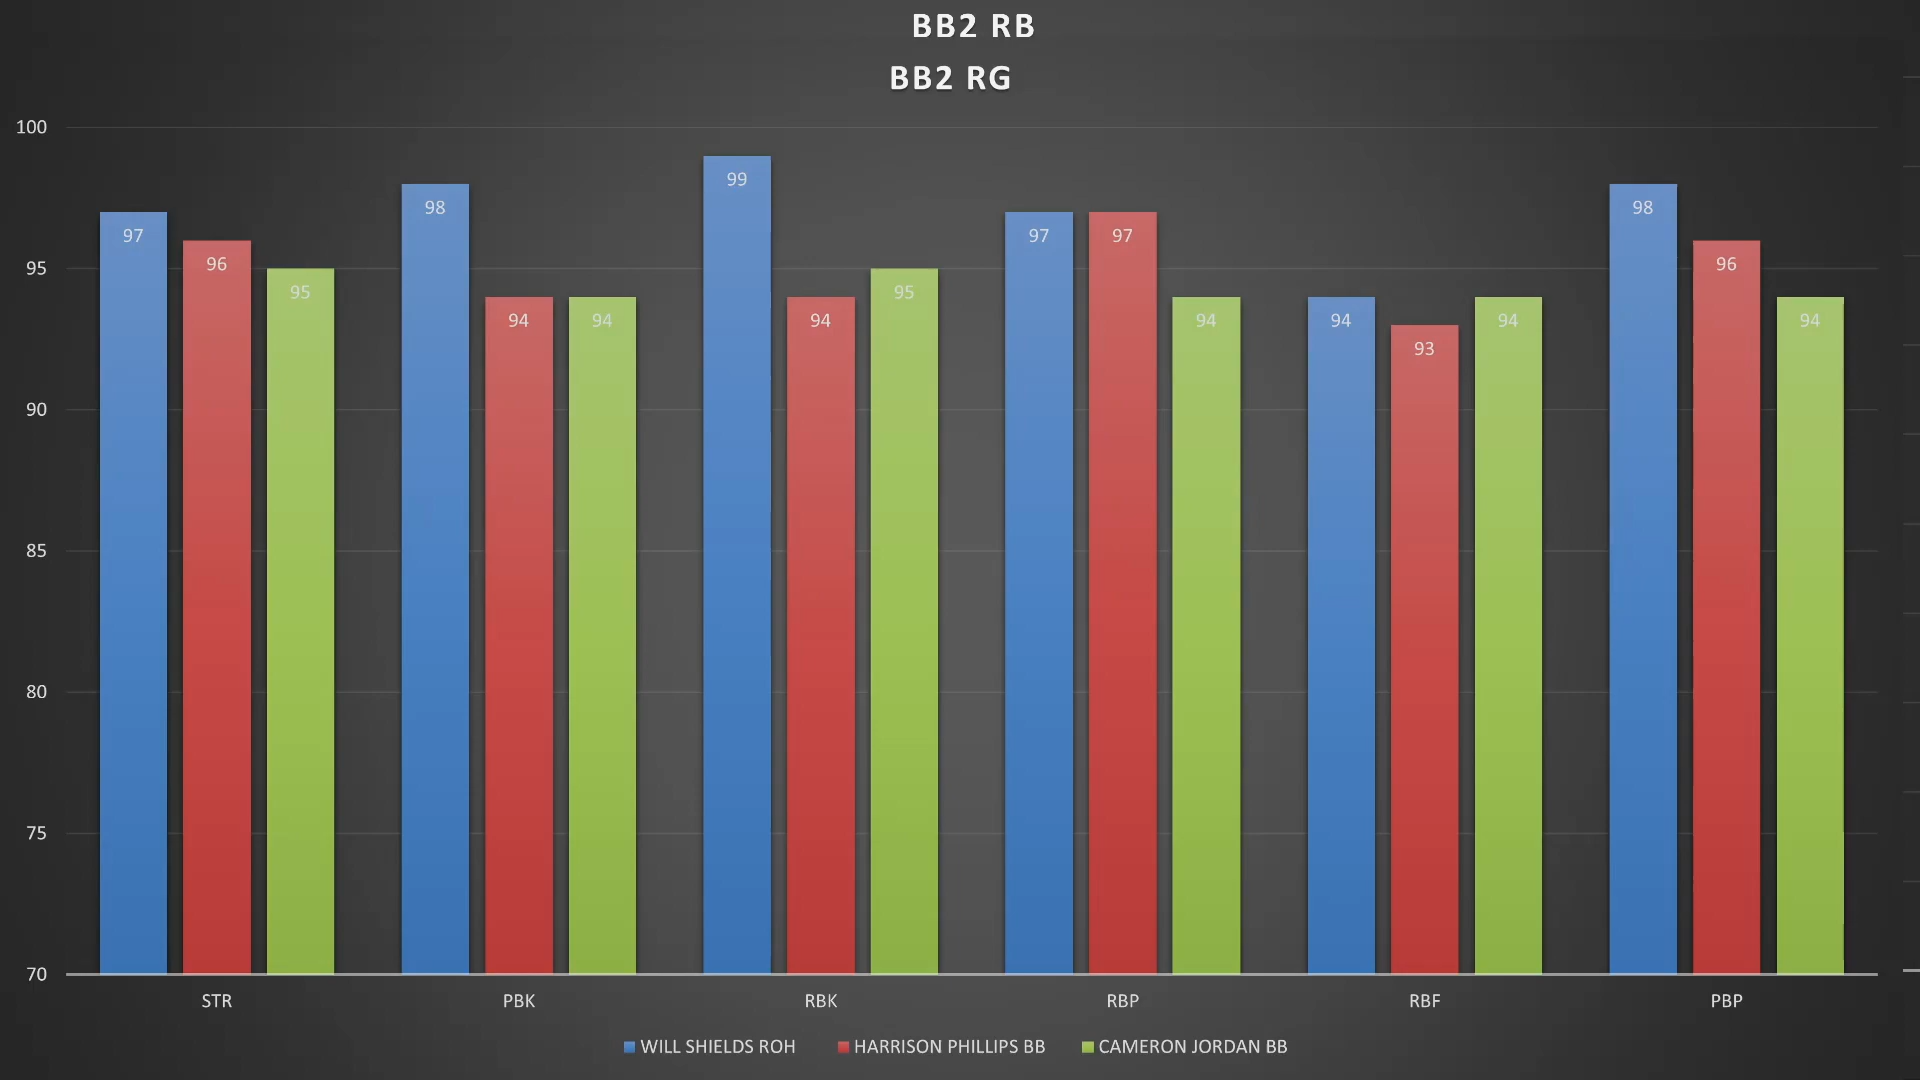 BB2 RB
BB2 RG
100
95
90
85
80
75
70
97 96 95 98 94 94 99 94 95 97 97 94 94 93 94 98 96 94
STR PBK RBK RBP RBF PBP
WILL SHIELDS ROH HARRISON PHILLIPS BB CAMERON JORDAN BB